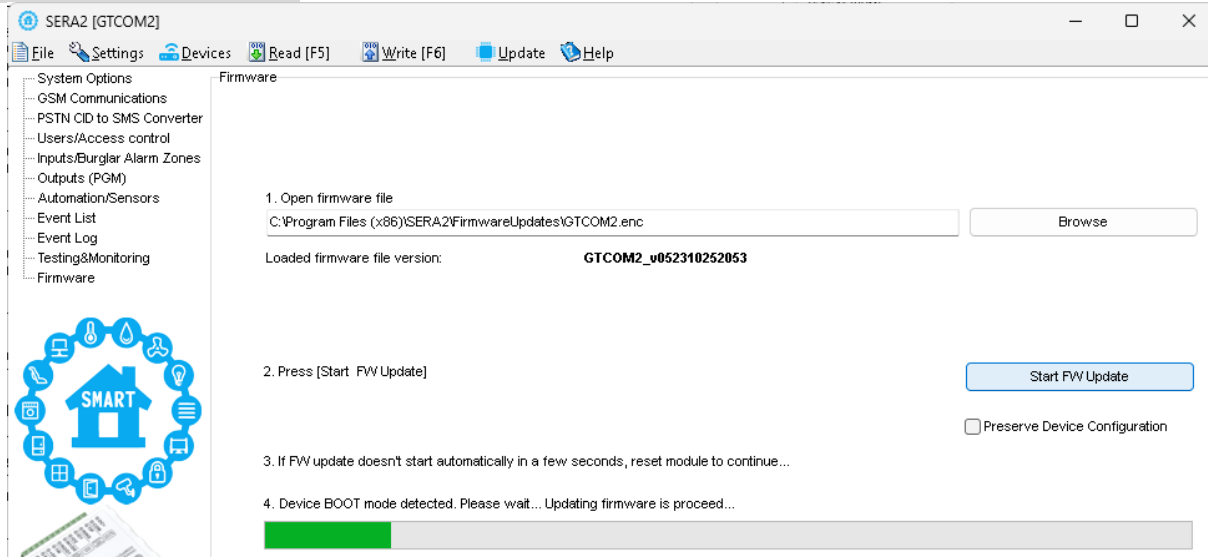 SERA2 [GTCOM2]
File Settings Devices Read [F5] Write [F6] Update Help
System Options
GSM Communications
PSTN CID to SMS Converter
Users/Access control
Inputs/Burglar Alarm Zones
Outputs (PGM)
Automation/Sensors
Event List
Event Log
Testing&Monitoring
Firmware
SMART
Firmware
1. Open firmware file
C:\Program Files (x86)\SERA2\FirmwareUpdates\GTCOM2.enc Browse
Loaded firmware file version: GTCOM2_v052310252053
2. Press [Start FW Update] Start FW Update
Preserve Device Configuration
3. If FW update doesn't start automatically in a few seconds, reset module to continue...
4. Device BOOT mode detected. Please wait... Updating firmware is proceed...